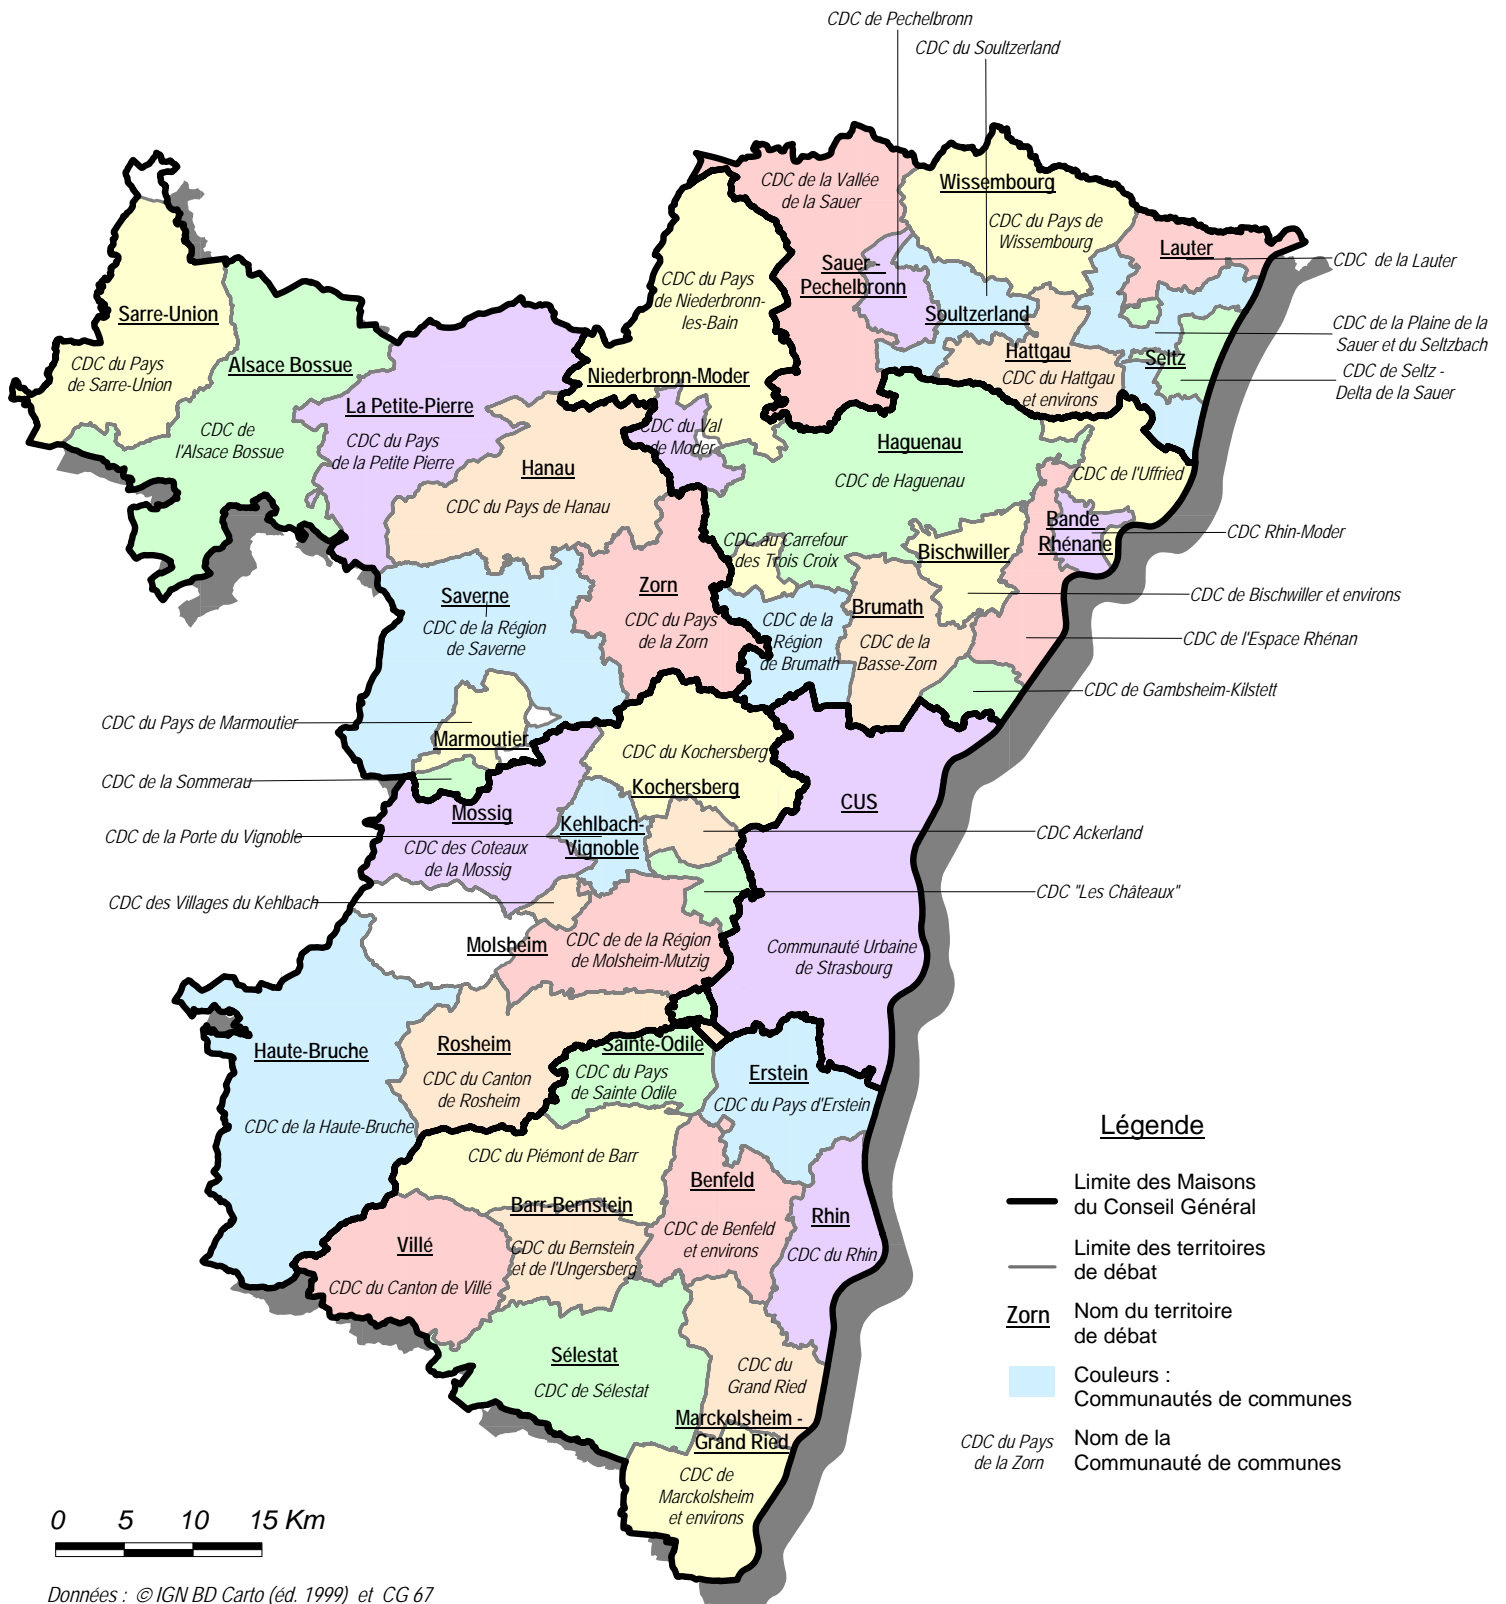 CDC de Pechelbronn
CDC du Soultzerland
CDC de la Vallée
de la Sauer
Wissembourg
CDC du Pays de
Wissembourg
Lauter
CDC de la Lauter
Sauer -
Pechelbronn
CDC du Pays
de Niederbronn-
les-Bain
Soultzerland
CDC de la Plaine de la
Sauer et du Seltzbach
Hattgau
CDC du Hattgau
et environs
Seltz
CDC de Seltz -
Delta de la Sauer
Niederbronn-Moder
Sarre-Union
CDC du Pays
de Sarre-Union
Alsace Bossue
CDC de
l'Alsace Bossue
La Petite-Pierre
CDC du Pays
de la Petite Pierre
CDC du Val
de Moder
Hanau
CDC du Pays de Hanau
Haguenau
CDC de Haguenau
CDC de l'Uffried
Bande
Rhénane
CDC Rhin-Moder
CDC au Carrefour
des Trois Croix
Bischwiller
CDC de Bischwiller et environs
Saverne
CDC de la Région
de Saverne
Zorn
CDC du Pays
de la Zorn
CDC de la
Région
de Brumath
Brumath
CDC de la
Basse-Zorn
CDC de l'Espace Rhénan
CDC de Gambsheim-Kilstett
CDC du Pays de Marmoutier
Marmoutier
CDC de la Sommerau
CDC du Kochersberg
Kochersberg
CUS
Mossig
CDC des Coteaux
de la Mossig
CDC de la Porte du Vignoble
Kehlbach-
Vignoble
CDC Ackerland
CDC "Les Châteaux"
CDC des Villages du Kehlbach
Molsheim
CDC de de la Région
de Molsheim-Mutzig
Communauté Urbaine
de Strasbourg
Haute-Bruche
CDC de la Haute-Bruche
Rosheim
CDC du Canton
de Rosheim
Sainte-Odile
CDC du Pays
de Sainte Odile
Erstein
CDC du Pays d'Erstein
CDC du Piémont de Barr
Barr-Bernstein
CDC du Bernstein
et de l'Ungersberg
Benfeld
CDC de Benfeld
et environs
Rhin
CDC du Rhin
Villé
CDC du Canton de Villé
Sélestat
CDC de Sélestat
CDC du
Grand Ried
Marckolsheim -
Grand Ried
CDC de
Marckolsheim
et environs
Légende
Limite des Maisons
du Conseil Général
Limite des territoires
de débat
Zorn
Nom du territoire
de débat
Couleurs :
Communautés de communes
CDC du Pays
de la Zorn
Nom de la
Communauté de communes
0 5 10 15 Km
Données : © IGN BD Carto (éd. 1999) et CG 67